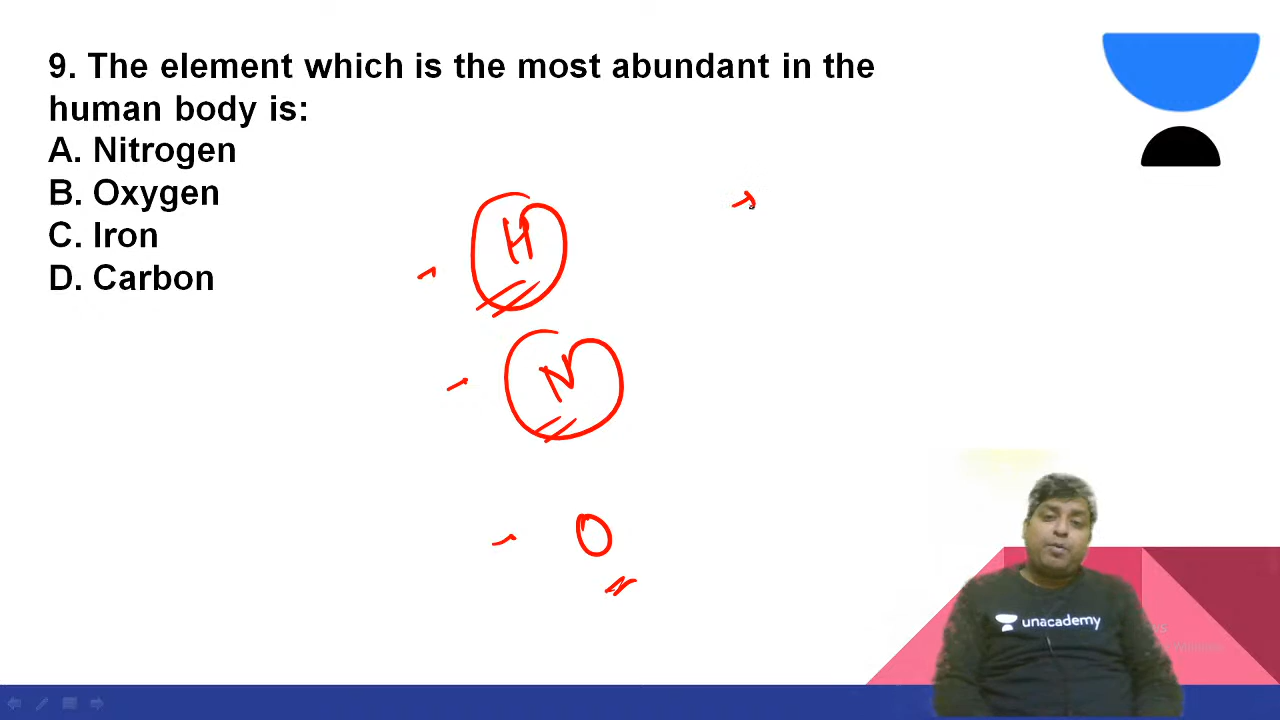 9. The element which is the most abundant in the
human body is:
A. Nitrogen
B. Oxygen
C. Iron
D. Carbon
H
N
O
unacademy